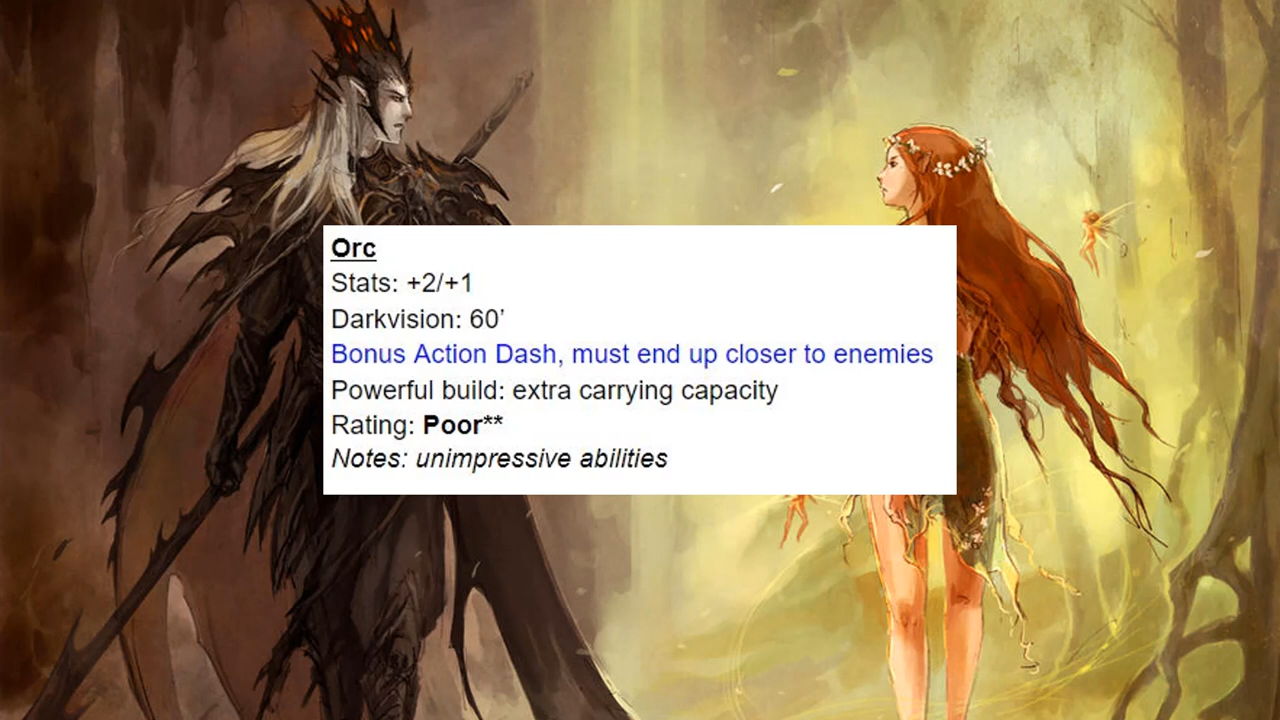 Orc
Stats: +2/+1
Darkvision: 60’
Bonus Action Dash, must end up closer to enemies
Powerful build: extra carrying capacity
Rating: Poor**
Notes: unimpressive abilities